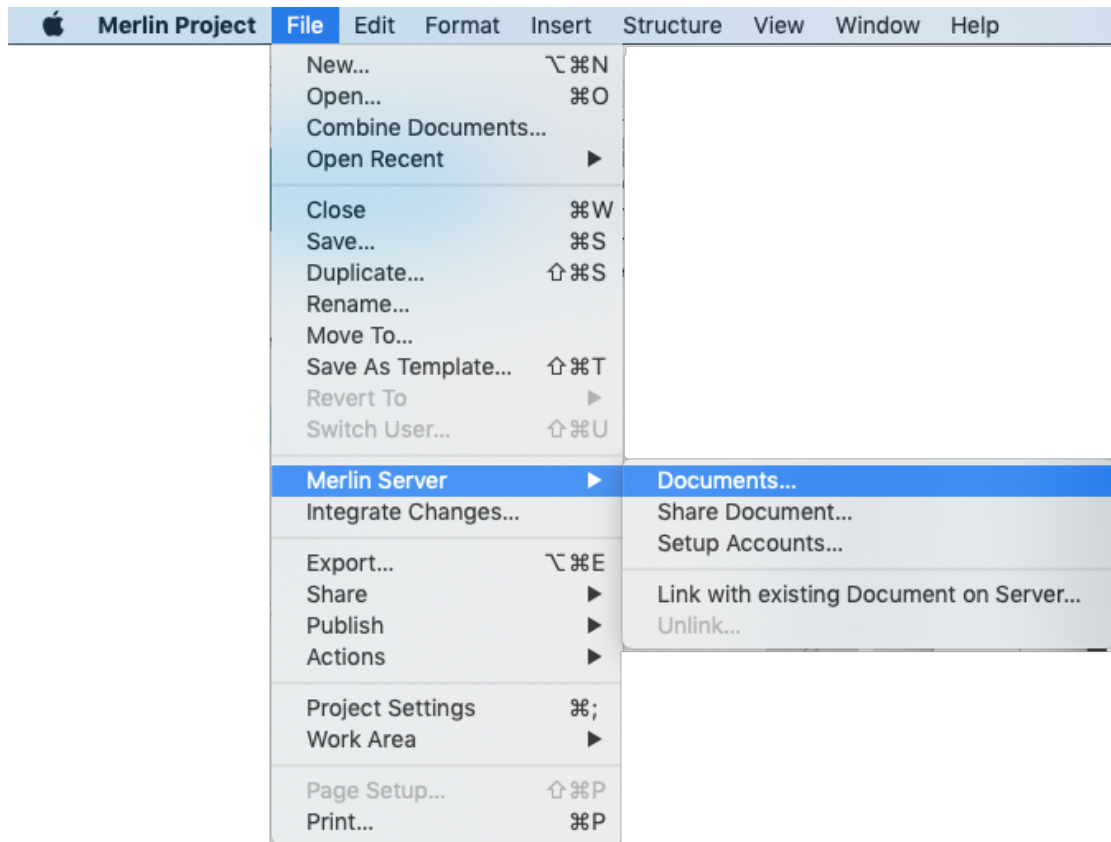 Merlin Project File Edit Format Insert Structure View Window Help
New... ⌥⌘N
Open... ⌘O
Combine Documents...
Open Recent ▶
Close ⌘W
Save... ⌘S
Duplicate... ⇧⌘S
Rename...
Move To...
Save As Template... ⇧⌘T
Revert To ▶
Switch User... ⇧⌘U
Merlin Server ▶
Integrate Changes...
Export... ⌥⌘E
Share ▶
Publish ▶
Actions ▶
Project Settings ⌘;
Work Area ▶
Page Setup... ⇧⌘P
Print... ⌘P
Documents...
Share Document...
Setup Accounts...
Link with existing Document on Server...
Unlink...